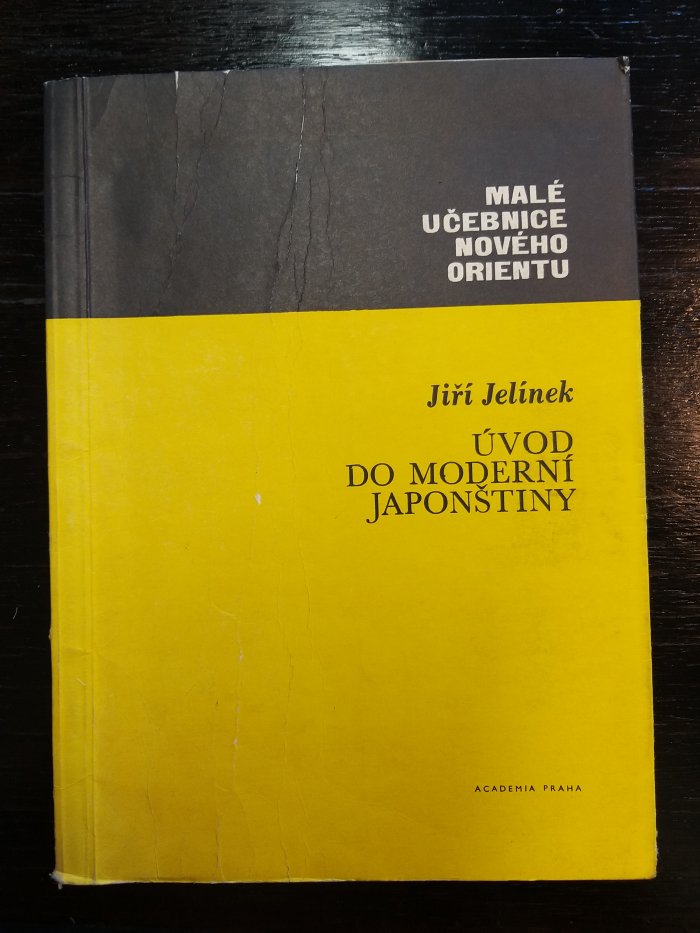 MALÉ
UČEBNICE
NOVÉHO
ORIENTU
Jiří Jelínek
ÚVOD
DO MODERNÍ
JAPONŠTINY
ACADEMIA PRAHA